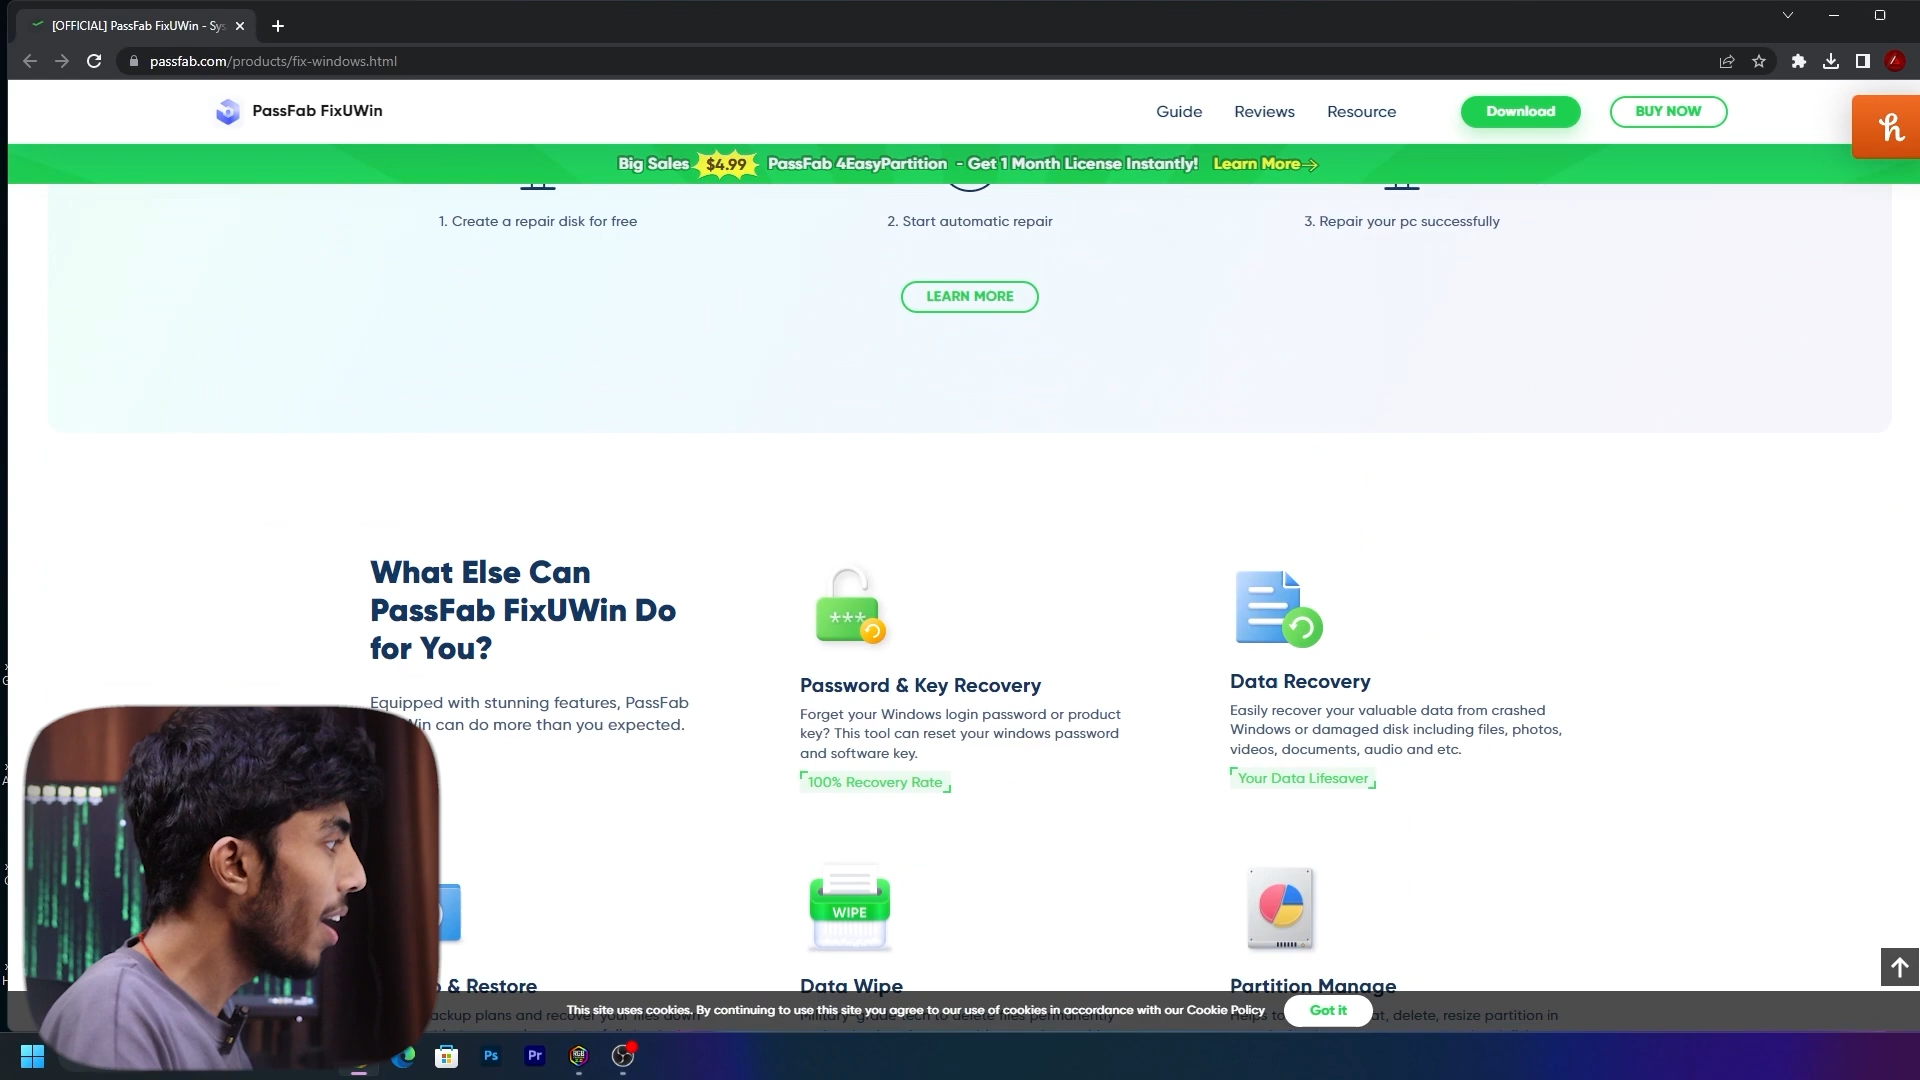 [OFFICIAL] PassFab FixUWin - Sys
passfab.com/products/fix-windows.html
PassFab FixUWin
Guide
Reviews
Resource
Download
BUY NOW
Big Sales $4.99 PassFab 4EasyPartition - Get 1 Month License Instantly! Learn More
1. Create a repair disk for free
2. Start automatic repair
3. Repair your pc successfully
LEARN MORE
What Else Can
PassFab FixUWin Do
for You?
Equipped with stunning features, PassFab
Win can do more than you expected.
***
Password & Key Recovery
Forget your Windows login password or product
key? This tool can reset your windows password
and software key.
100% Recovery Rate
Data Recovery
Easily recover your valuable data from crashed
Windows or damaged disk including files, photos,
videos, documents, audio and etc.
Your Data Lifesaver
& Restore
WIPE
Data Wipe
Partition Manage
This site uses cookies. By continuing to use this site you agree to our use of cookies in accordance with our Cookie Policy
Got it
Ps
Pr